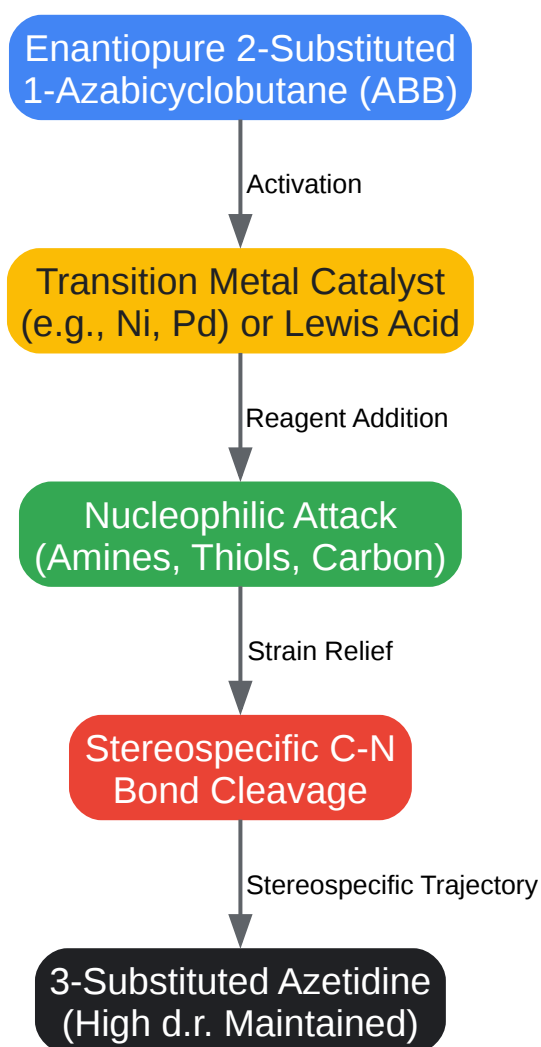 Enantiopure 2-Substituted
1-Azabicyclobutane (ABB)
Activation
Transition Metal Catalyst
(e.g., Ni, Pd) or Lewis Acid
Reagent Addition
Nucleophilic Attack
(Amines, Thiols, Carbon)
Strain Relief
Stereospecific C-N
Bond Cleavage
Stereospecific Trajectory
3-Substituted Azetidine
(High d.r. Maintained)